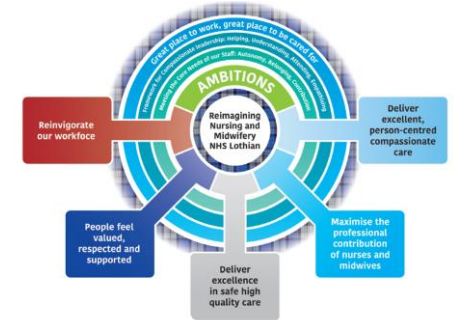 Great place to work, great place to be cared for
Framework for Compassionate leadership: Helping, Understanding, Attending, Empathising
Meeting the Core Needs of our Staff: Autonomy, Belonging, Contribution
AMBITIONS
Reimagining
Nursing and
Midwifery
NHS Lothian
Reinvigorate
our workfoce
People feel
valued,
respected and
supported
Deliver
excellence
in safe high
quality care
Maximise the
professional
contribution
of nurses and
midwives
Deliver
excellent,
person-centred
compassionate
care